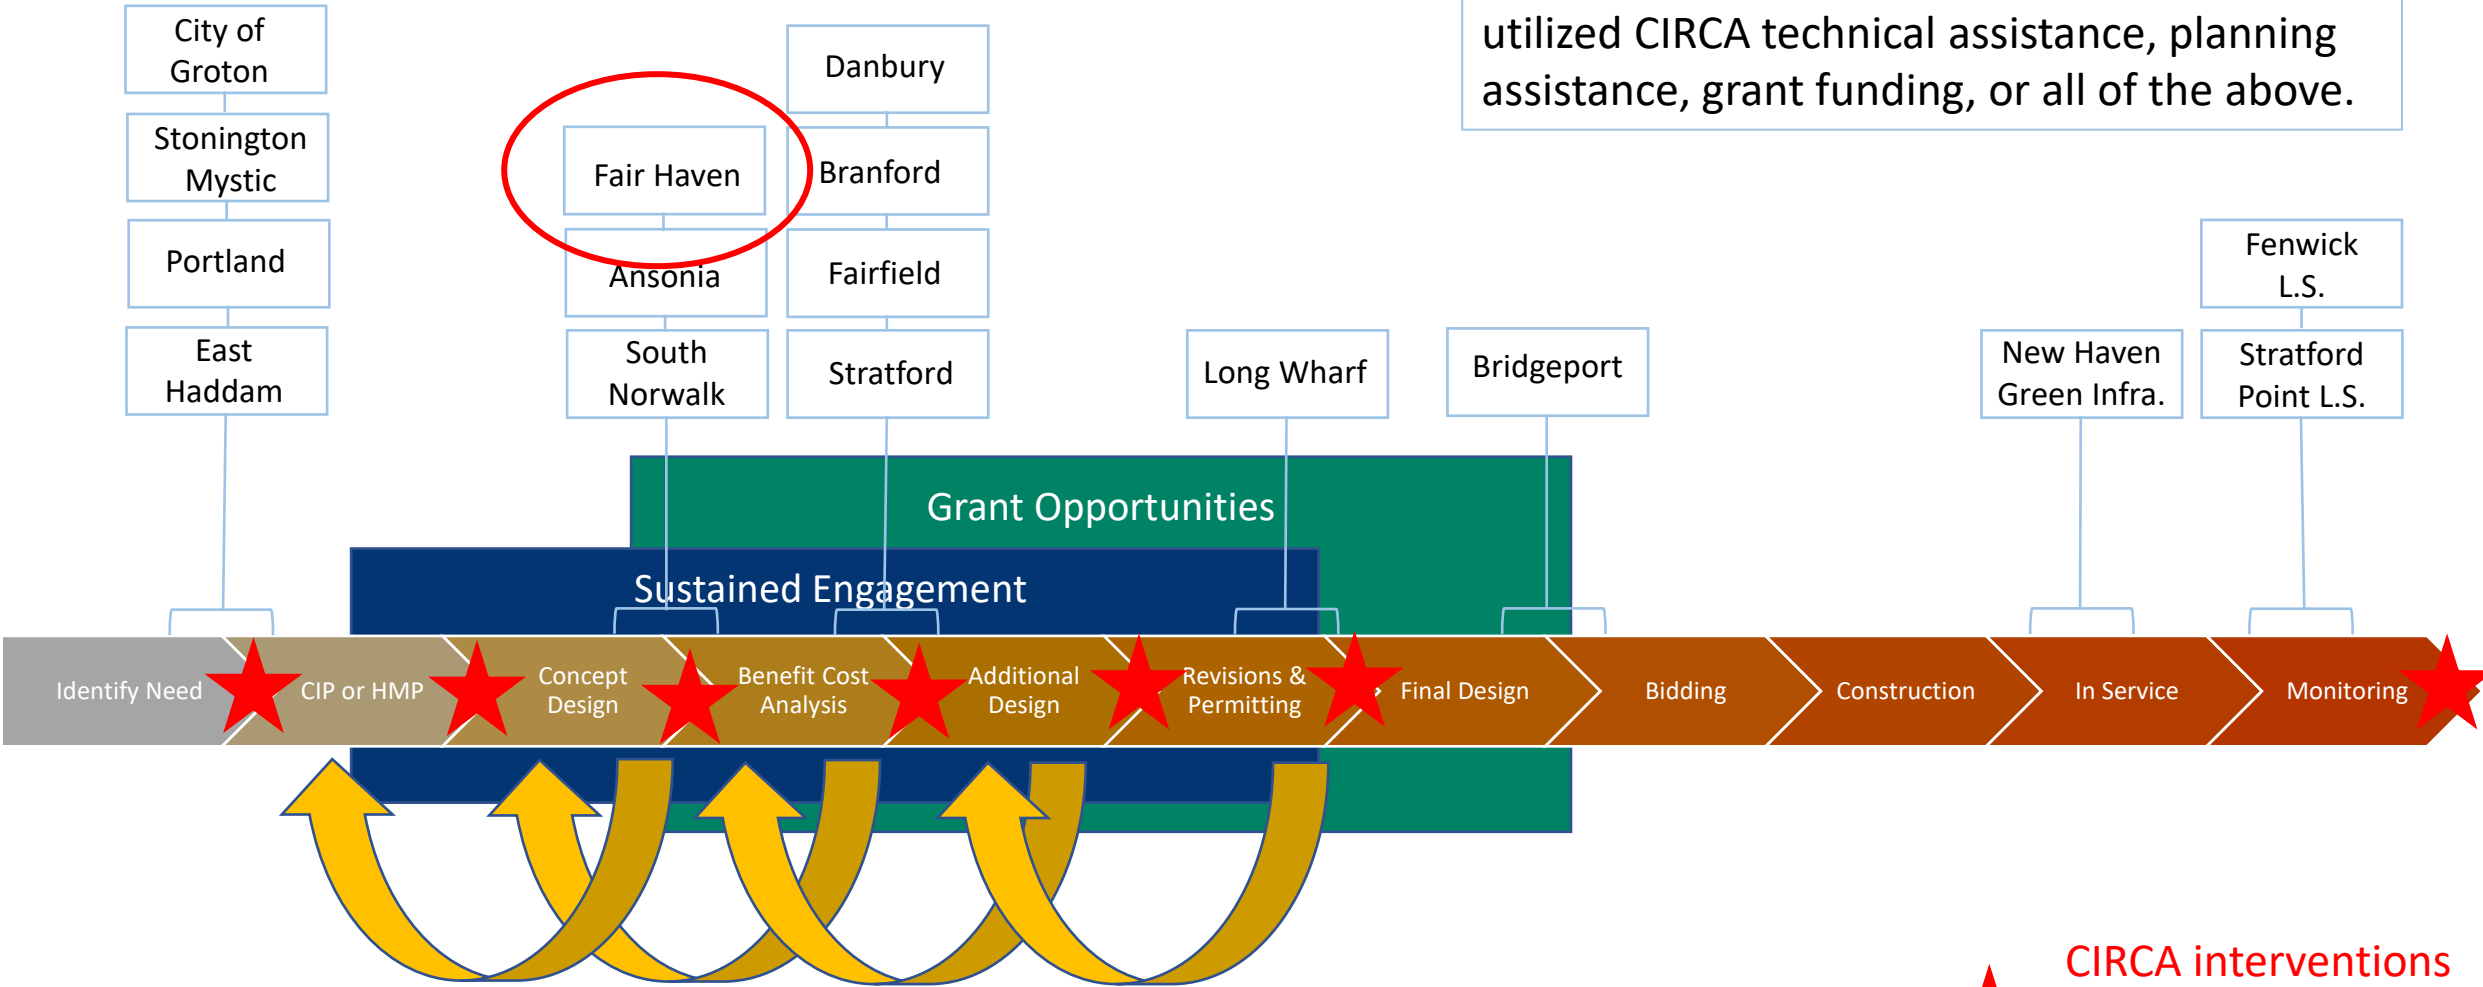 utilized CIRCA technical assistance, planning
assistance, grant funding, or all of the above.
City of
Groton
Stonington
Mystic
Portland
East
Haddam
Fair Haven
Ansonia
South
Norwalk
Danbury
Branford
Fairfield
Stratford
Long Wharf
Bridgeport
New Haven
Green Infra.
Fenwick
L.S.
Stratford
Point L.S.
Grant Opportunities
Sustained Engagement
Identify Need
CIP or HMP
Concept
Design
Benefit Cost
Analysis
Additional
Design
Revisions &
Permitting
Final Design
Bidding
Construction
In Service
Monitoring
CIRCA interventions